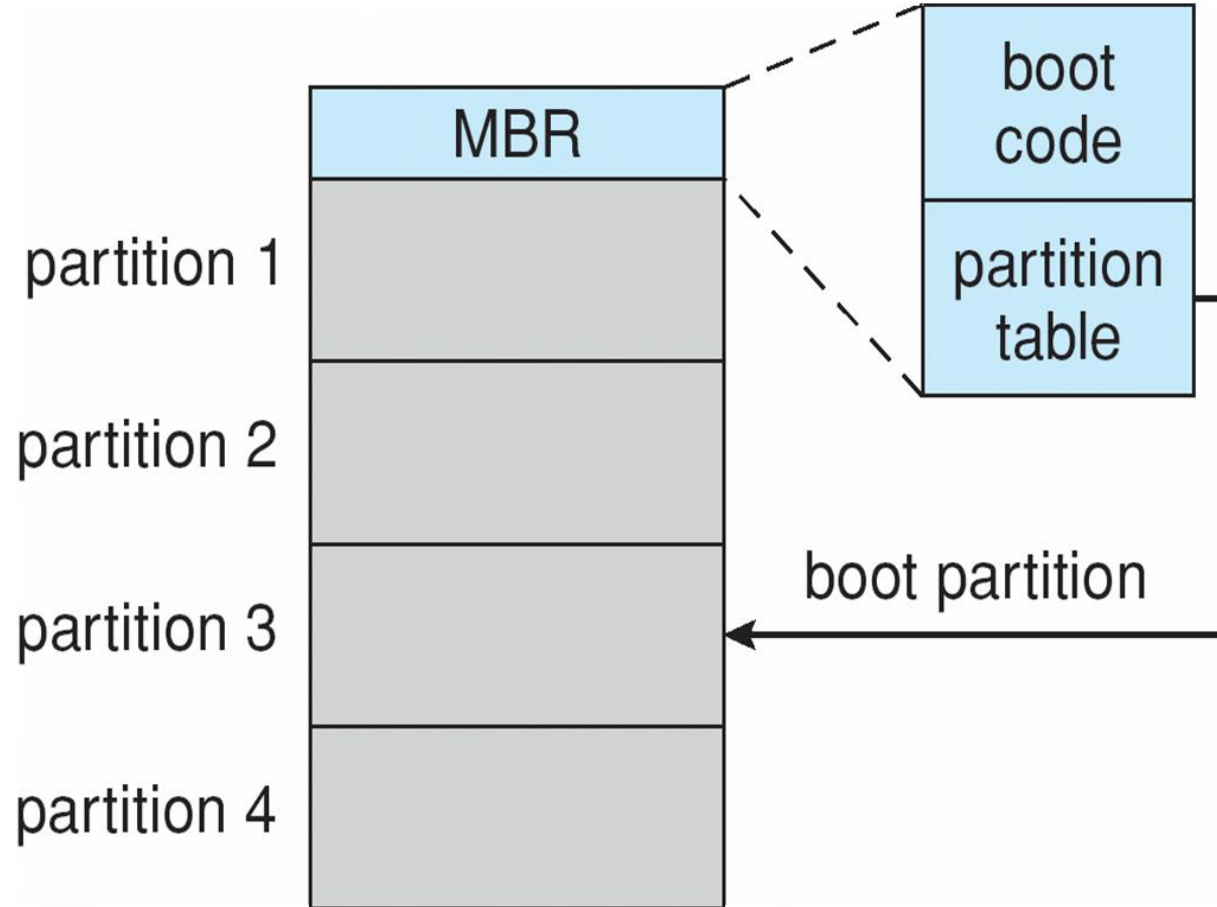 boot
code
MBR
partition 1
partition
table
partition 2
boot partition
partition 3
partition 4